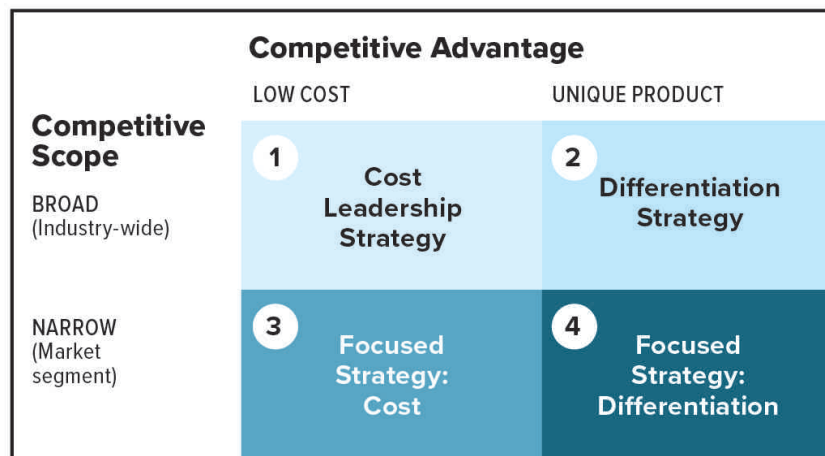 Competitive Advantage
LOW COST
UNIQUE PRODUCT
Competitive
Scope
BROAD
(Industry-wide)
1
Cost
Leadership
Strategy
2
Differentiation
Strategy
NARROW
(Market
segment)
3
Focused
Strategy:
Cost
4
Focused
Strategy:
Differentiation